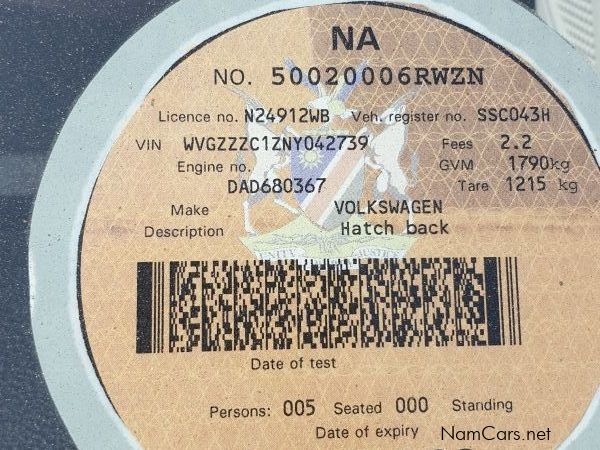 NA
NO. 50020006RWZN
Licence no. N24912WB Veh. register no. SSC043H
VIN WVGZZZC1ZNY042739 Fees 2.2
Engine no. GVM 1790kg
DAD680367 Tare 1215 kg
Make VOLKSWAGEN
Description Hatch back
UNITY JUSTICE
Date of test
Persons: 005 Seated 000 Standing
Date of expiry
NamCars.net